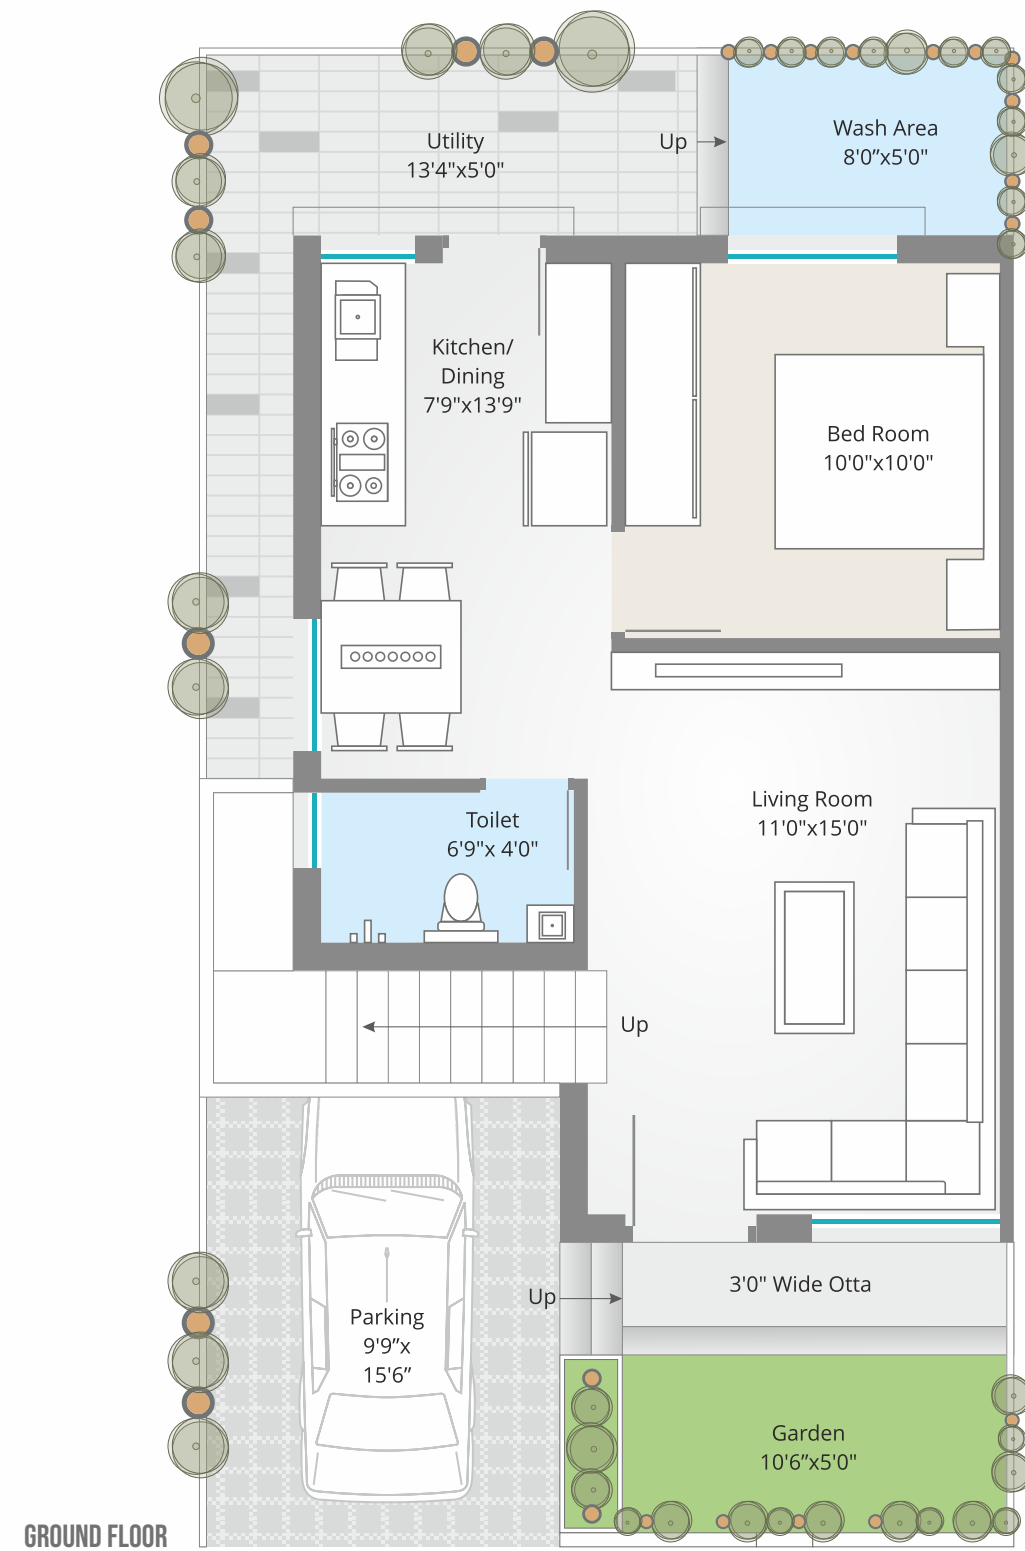 Utility
13'4"x5'0"
Up
Wash Area
8'0”x5'0"
Kitchen/
Dining
7'9"x13'9"
Bed Room
10'0"x10'0"
Living Room
11'0"x15'0"
Toilet
6'9"x 4'0"
Up
Up
3'0" Wide Otta
Parking
9'9”x
15'6”
Garden
10'6”x5'0"
GROUND FLOOR